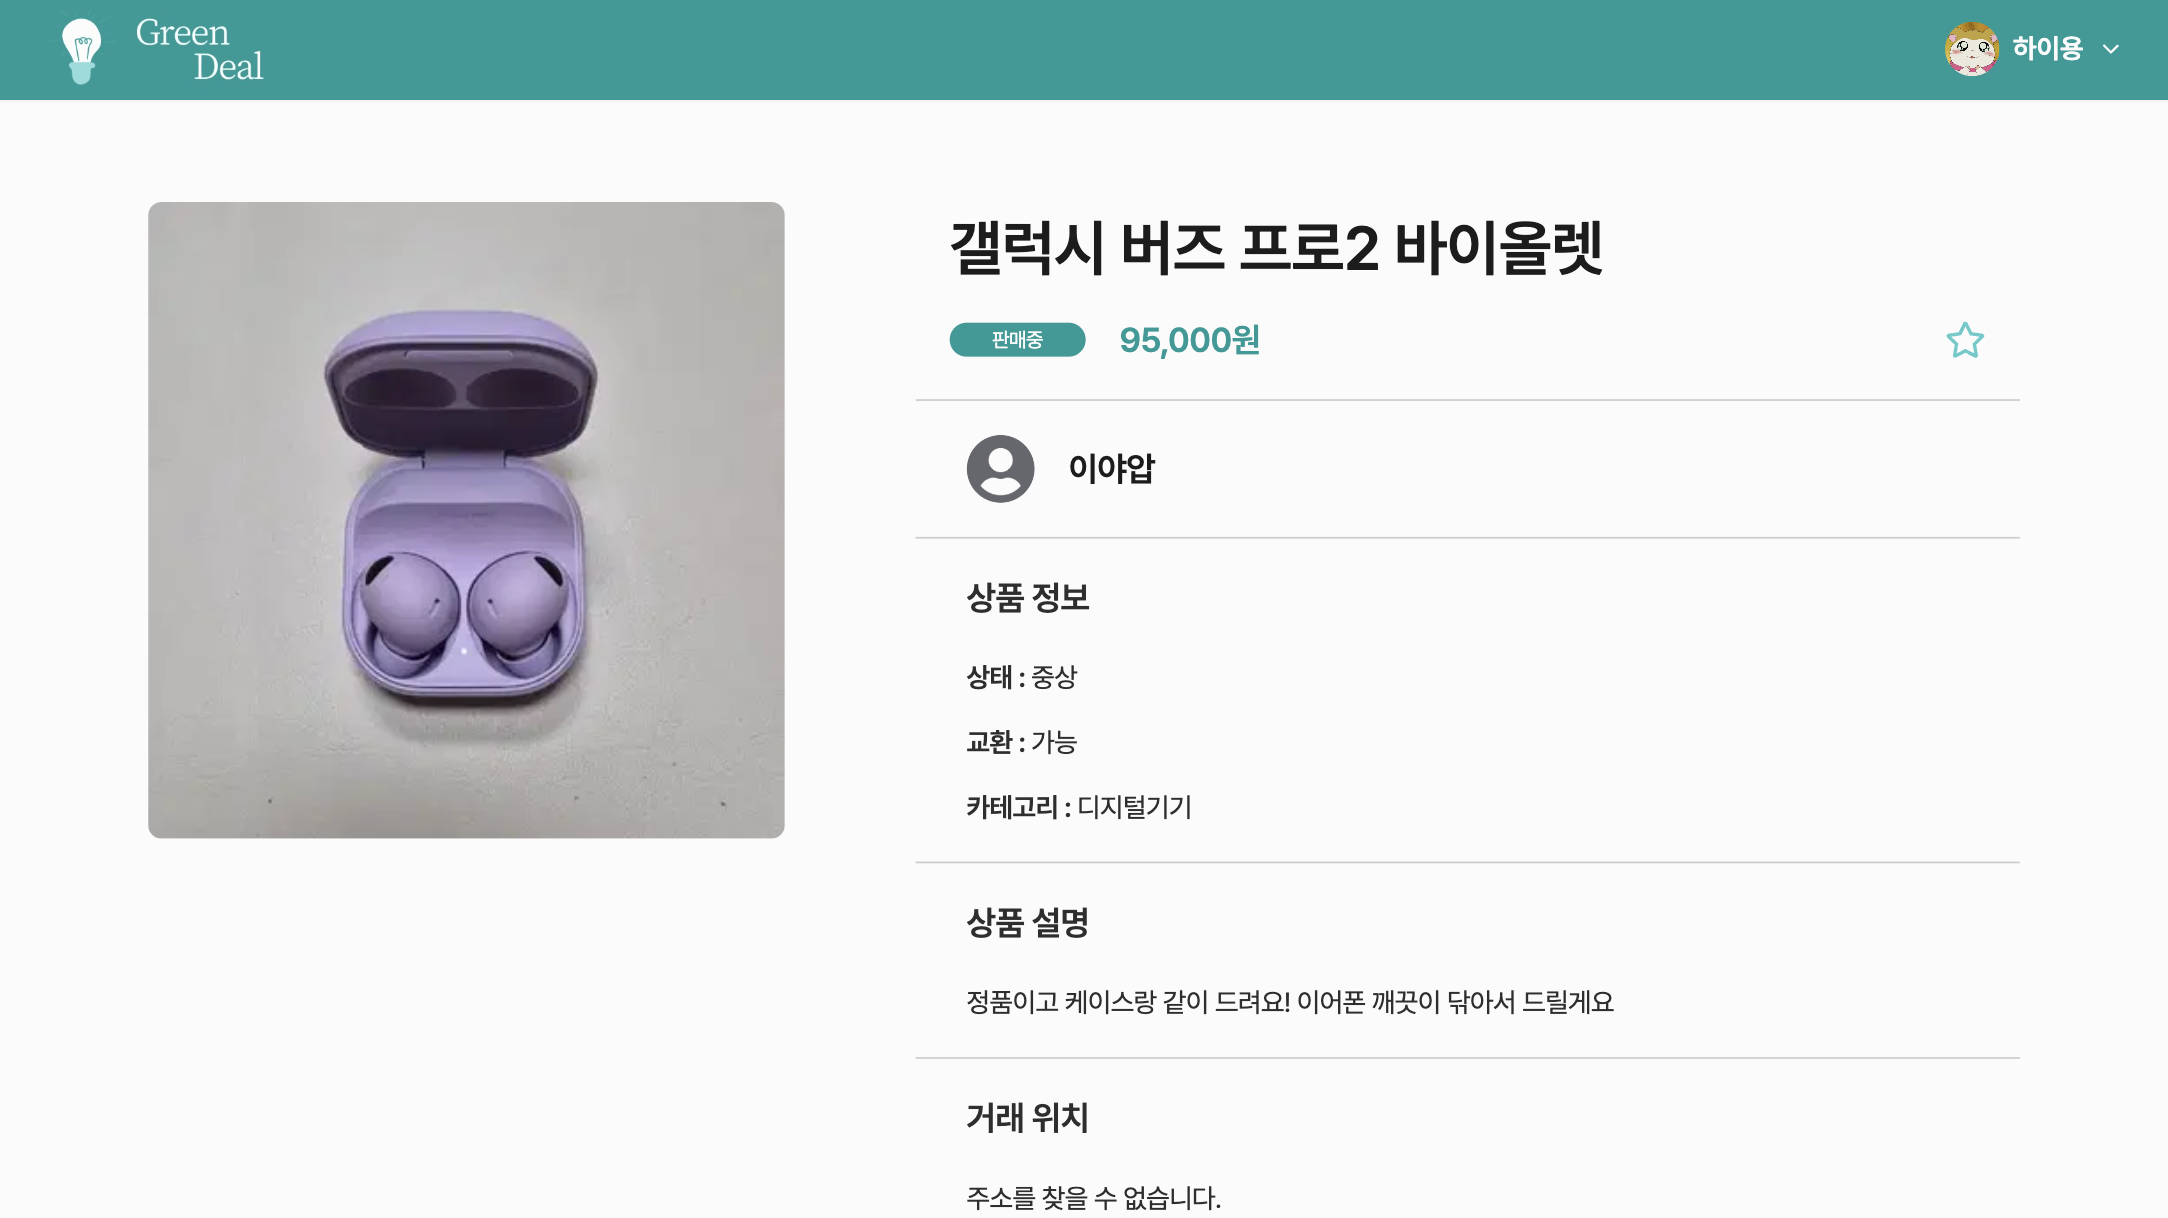 Green
Deal
하이용
갤럭시 버즈 프로2 바이올렛
판매중
95,000원
이야압
상품 정보
상태 : 중상
교환 : 가능
카테고리 : 디지털기기
상품 설명
정품이고 케이스랑 같이 드려요! 이어폰 깨끗이 닦아서 드릴게요
거래 위치
주소를 찾을 수 없습니다.